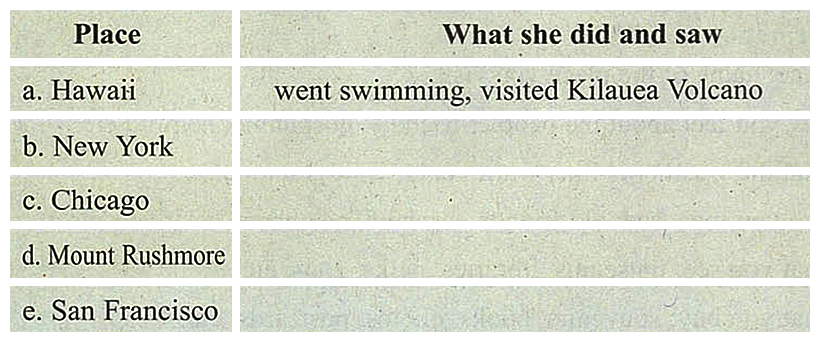 Place What she did and saw
a. Hawaii went swimming, visited Kilauea Volcano
b. New York
c. Chicago
d. Mount Rushmore
e. San Francisco